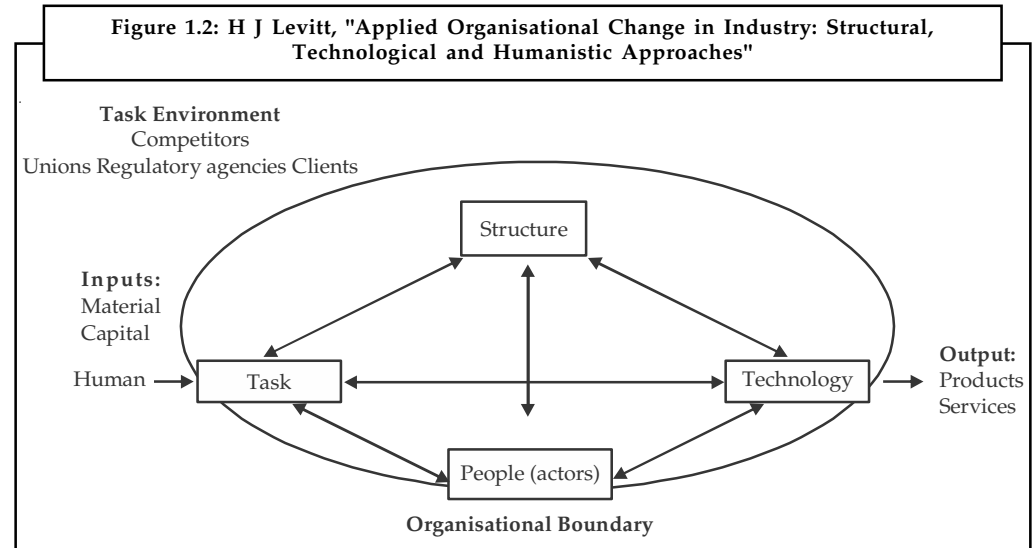 Figure 1.2: H J Levitt, "Applied Organisational Change in Industry: Structural,
Technological and Humanistic Approaches"
Task Environment
Competitors
Unions Regulatory agencies Clients
Structure
Inputs:
Material
Capital
Human
Task
Technology
Output:
Products
Services
People (actors)
Organisational Boundary